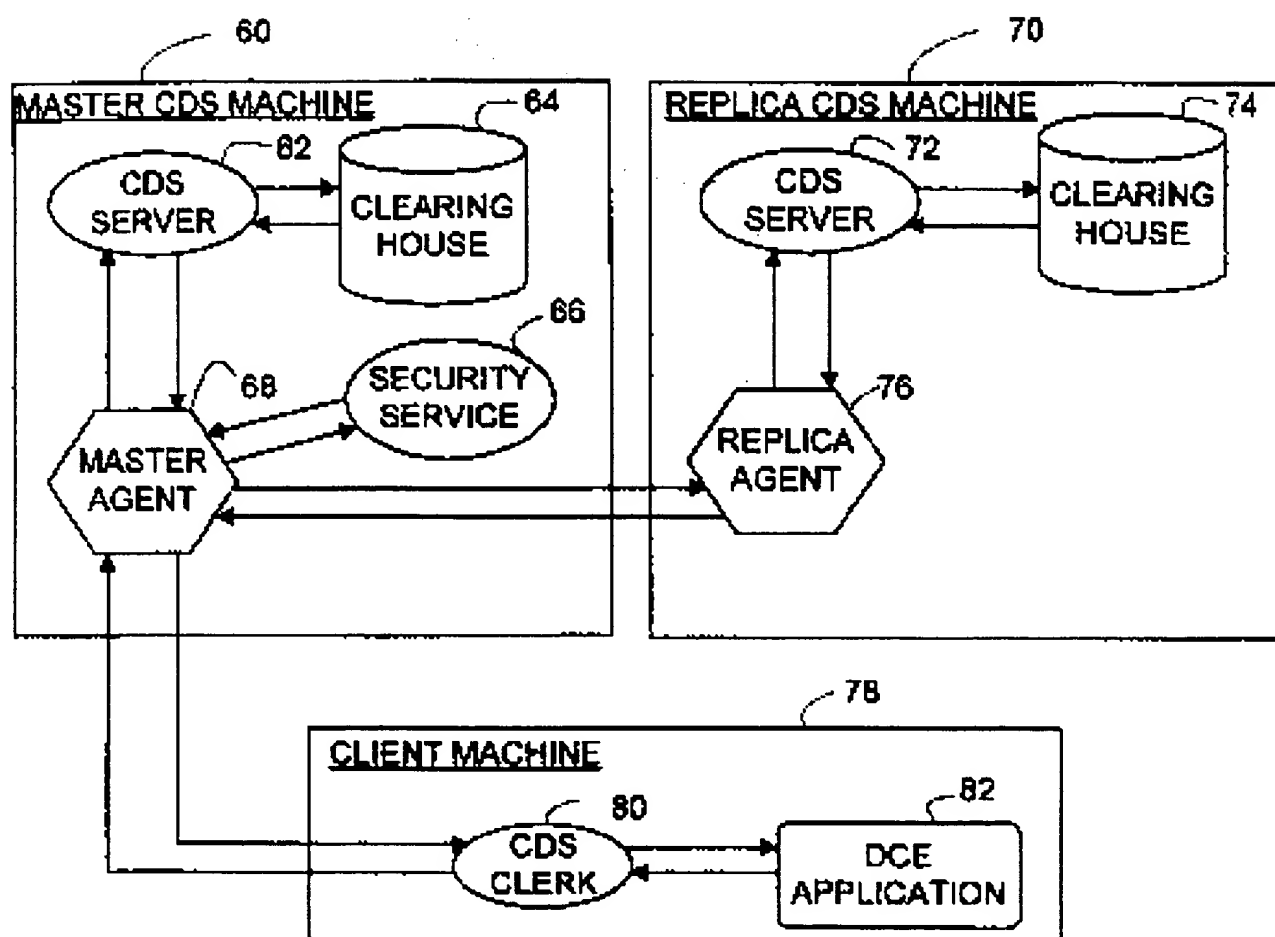 60
70
MASTER CDS MACHINE
64
62
CDS
SERVER
CLEARING
HOUSE
66
68
SECURITY
SERVICE
MASTER
AGENT
REPLICA CDS MACHINE
74
72
CDS
SERVER
CLEARING
HOUSE
76
REPLICA
AGENT
78
CLIENT MACHINE
80
82
CDS
CLERK
DCE
APPLICATION